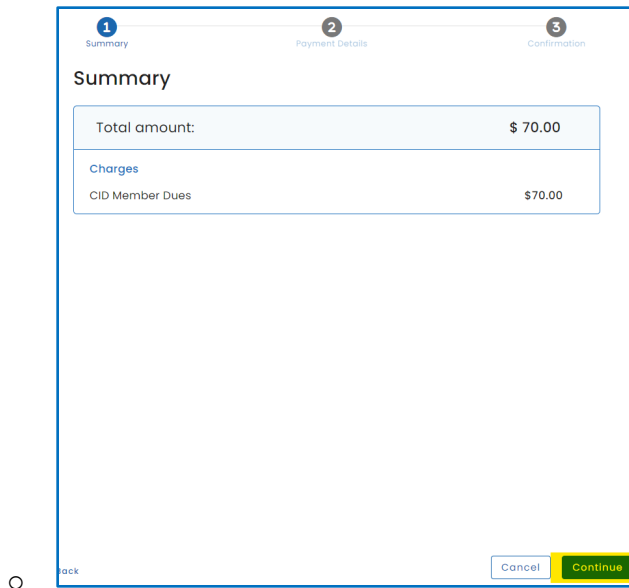 1 2 3
Summary Payment Details Confirmation
Summary
Total amount: $ 70.00
Charges
CID Member Dues $70.00
Back Cancel Continue